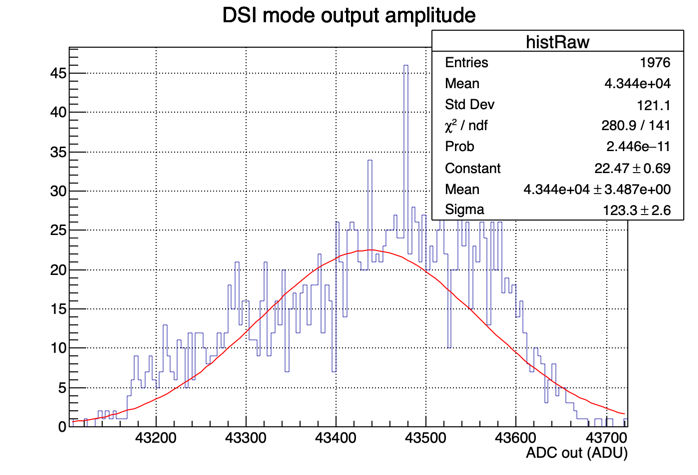 DSI mode output amplitude
histRaw
Entries 1976
Mean 4.344e+04
Std Dev 121.1
χ² / ndf 280.9 / 141
Prob 2.446e−11
Constant 22.47 ± 0.69
Mean 4.344e+04 ± 3.487e+00
Sigma 123.3 ± 2.6
45
40
35
30
25
20
15
10
5
0
43200 43300 43400 43500 43600 43700
ADC out (ADU)